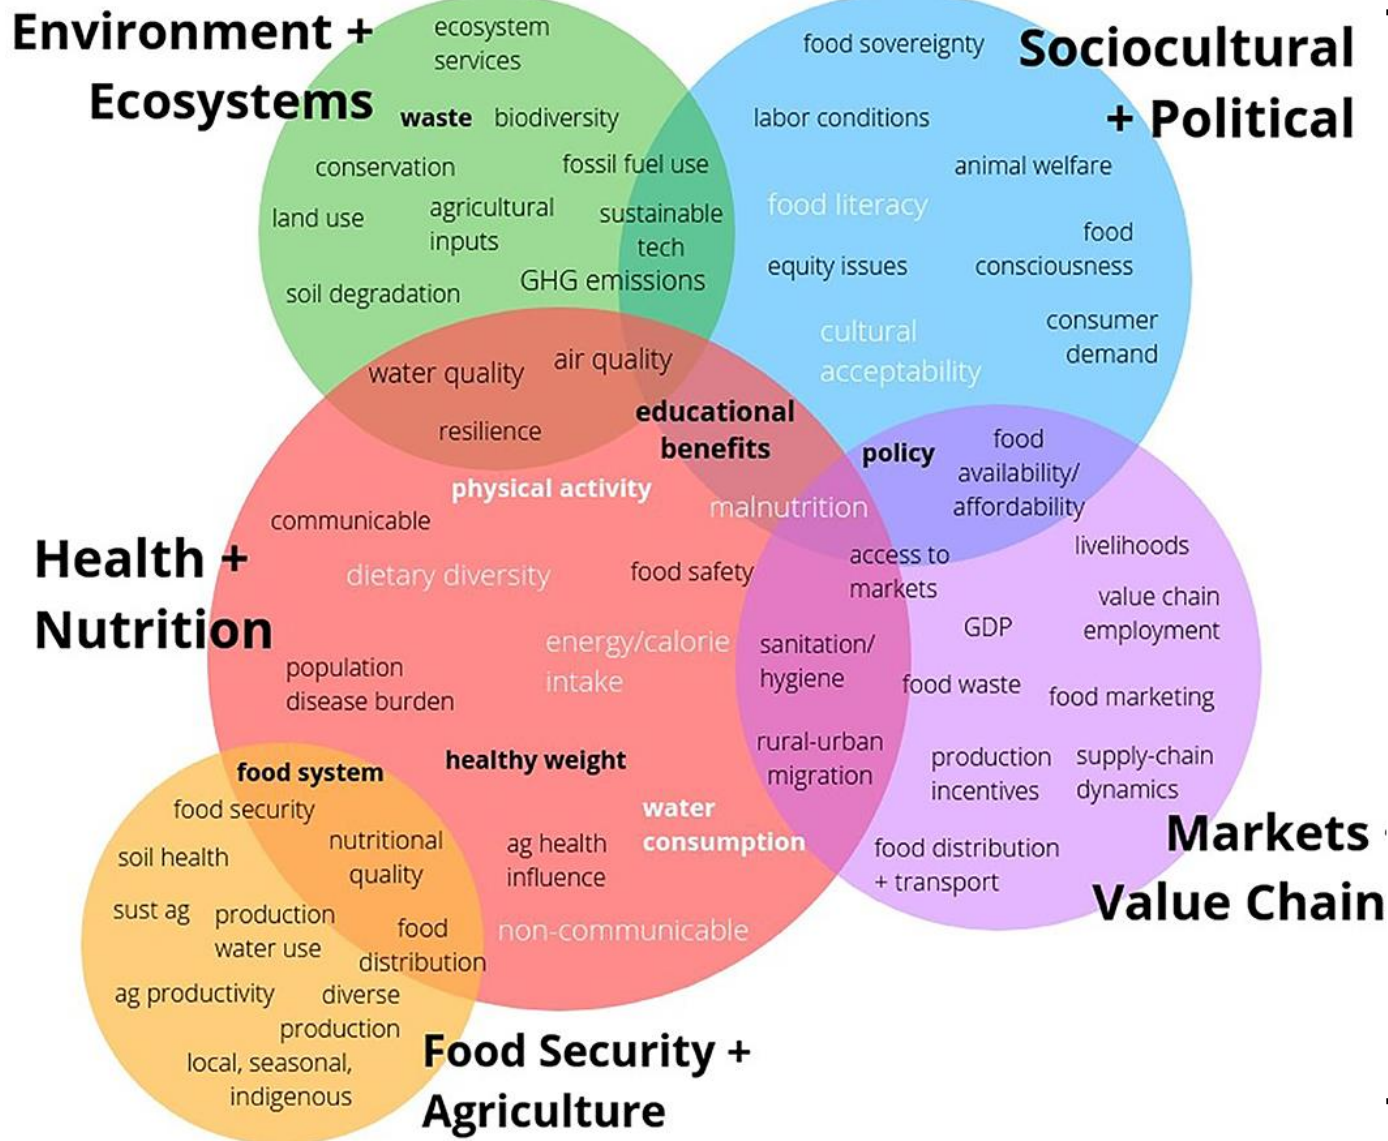 Environment +
Ecosystems
ecosystem
services
waste
biodiversity
conservation
fossil fuel use
land use
agricultural
inputs
sustainable
tech
soil degradation
GHG emissions
Sociocultural
+ Political
food sovereignty
labor conditions
animal welfare
food literacy
food
consciousness
equity issues
consumer
demand
cultural
acceptability
water quality
air quality
resilience
educational
benefits
malnutrition
policy
food
availability/
affordability
Health +
Nutrition
physical activity
communicable
dietary diversity
food safety
energy/calorie
intake
population
disease burden
healthy weight
water
consumption
ag health
influence
non-communicable
access to
markets
sanitation/
hygiene
rural-urban
migration
livelihoods
value chain
employment
GDP
food waste
food marketing
production
incentives
supply-chain
dynamics
food distribution
+ transport
Markets
Value Chain
food system
food security
nutritional
quality
soil health
sust ag
production
water use
food
distribution
ag productivity
diverse
production
local, seasonal,
indigenous
Food Security +
Agriculture